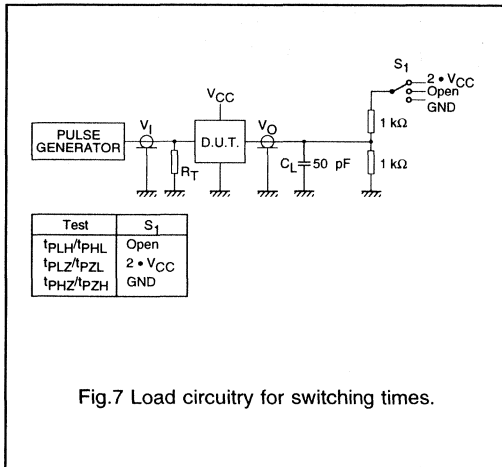 S1
2 • VCC
Open
GND
VCC
1 kΩ
PULSE GENERATOR
VI
D.U.T.
VO
RT
CL
50 pF
1 kΩ
Test S1
tPLH/tPHL Open
tPLZ/tPZL 2 • VCC
tPHZ/tPZH GND
Fig.7 Load circuitry for switching times.